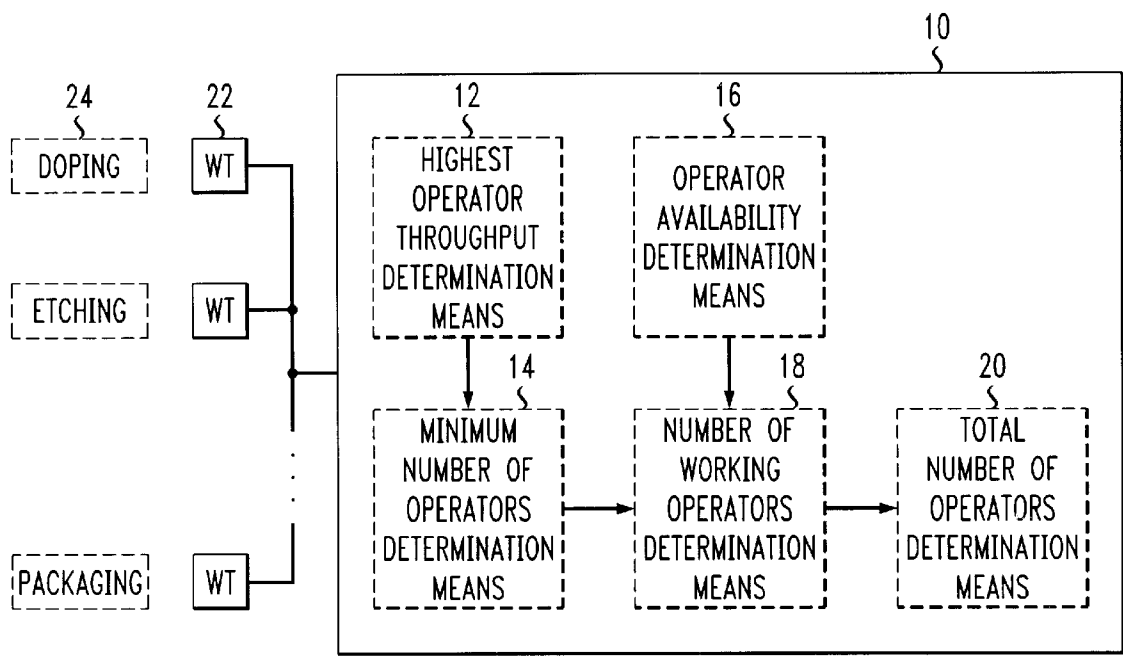 10
24
22
12
16
DOPING
WT
HIGHEST
OPERATOR
THROUGHPUT
DETERMINATION
MEANS
OPERATOR
AVAILABILITY
DETERMINATION
MEANS
ETCHING
WT
14
18
20
MINIMUM
NUMBER OF
OPERATORS
DETERMINATION
MEANS
NUMBER OF
WORKING
OPERATORS
DETERMINATION
MEANS
TOTAL
NUMBER OF
OPERATORS
DETERMINATION
MEANS
PACKAGING
WT